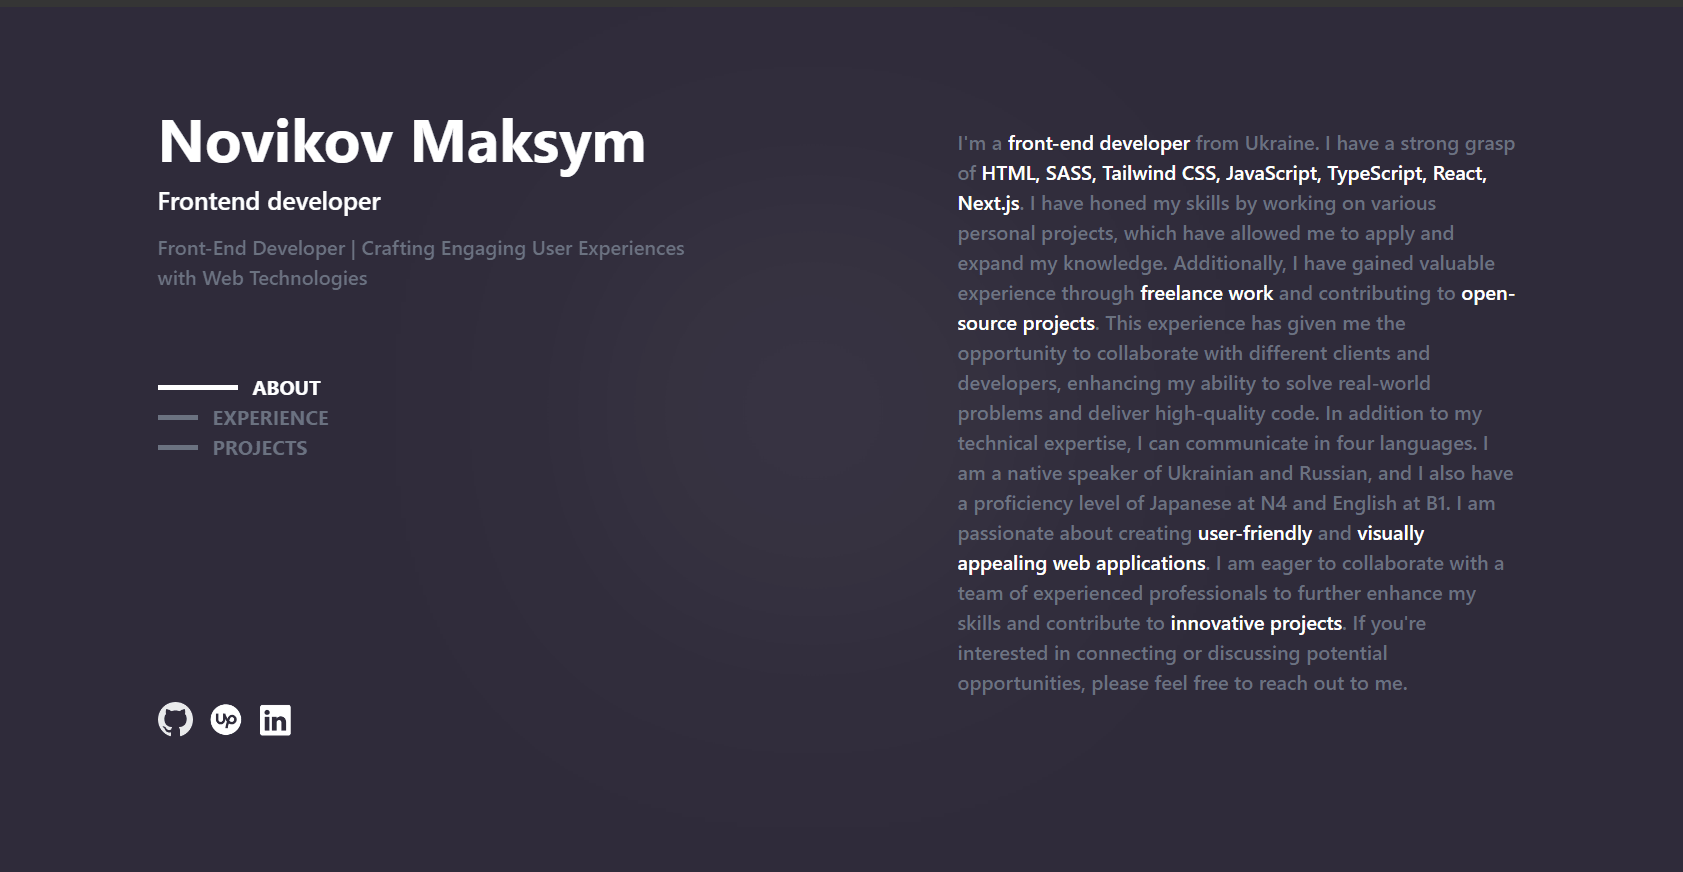 Novikov Maksym
Frontend developer
Front-End Developer | Crafting Engaging User Experiences
with Web Technologies
ABOUT
EXPERIENCE
PROJECTS
up
in
I'm a front-end developer from Ukraine. I have a strong grasp
of HTML, SASS, Tailwind CSS, JavaScript, TypeScript, React,
Next.js. I have honed my skills by working on various
personal projects, which have allowed me to apply and
expand my knowledge. Additionally, I have gained valuable
experience through freelance work and contributing to open-
source projects. This experience has given me the
opportunity to collaborate with different clients and
developers, enhancing my ability to solve real-world
problems and deliver high-quality code. In addition to my
technical expertise, I can communicate in four languages. I
am a native speaker of Ukrainian and Russian, and I also have
a proficiency level of Japanese at N4 and English at B1. I am
passionate about creating user-friendly and visually
appealing web applications. I am eager to collaborate with a
team of experienced professionals to further enhance my
skills and contribute to innovative projects. If you're
interested in connecting or discussing potential
opportunities, please feel free to reach out to me.